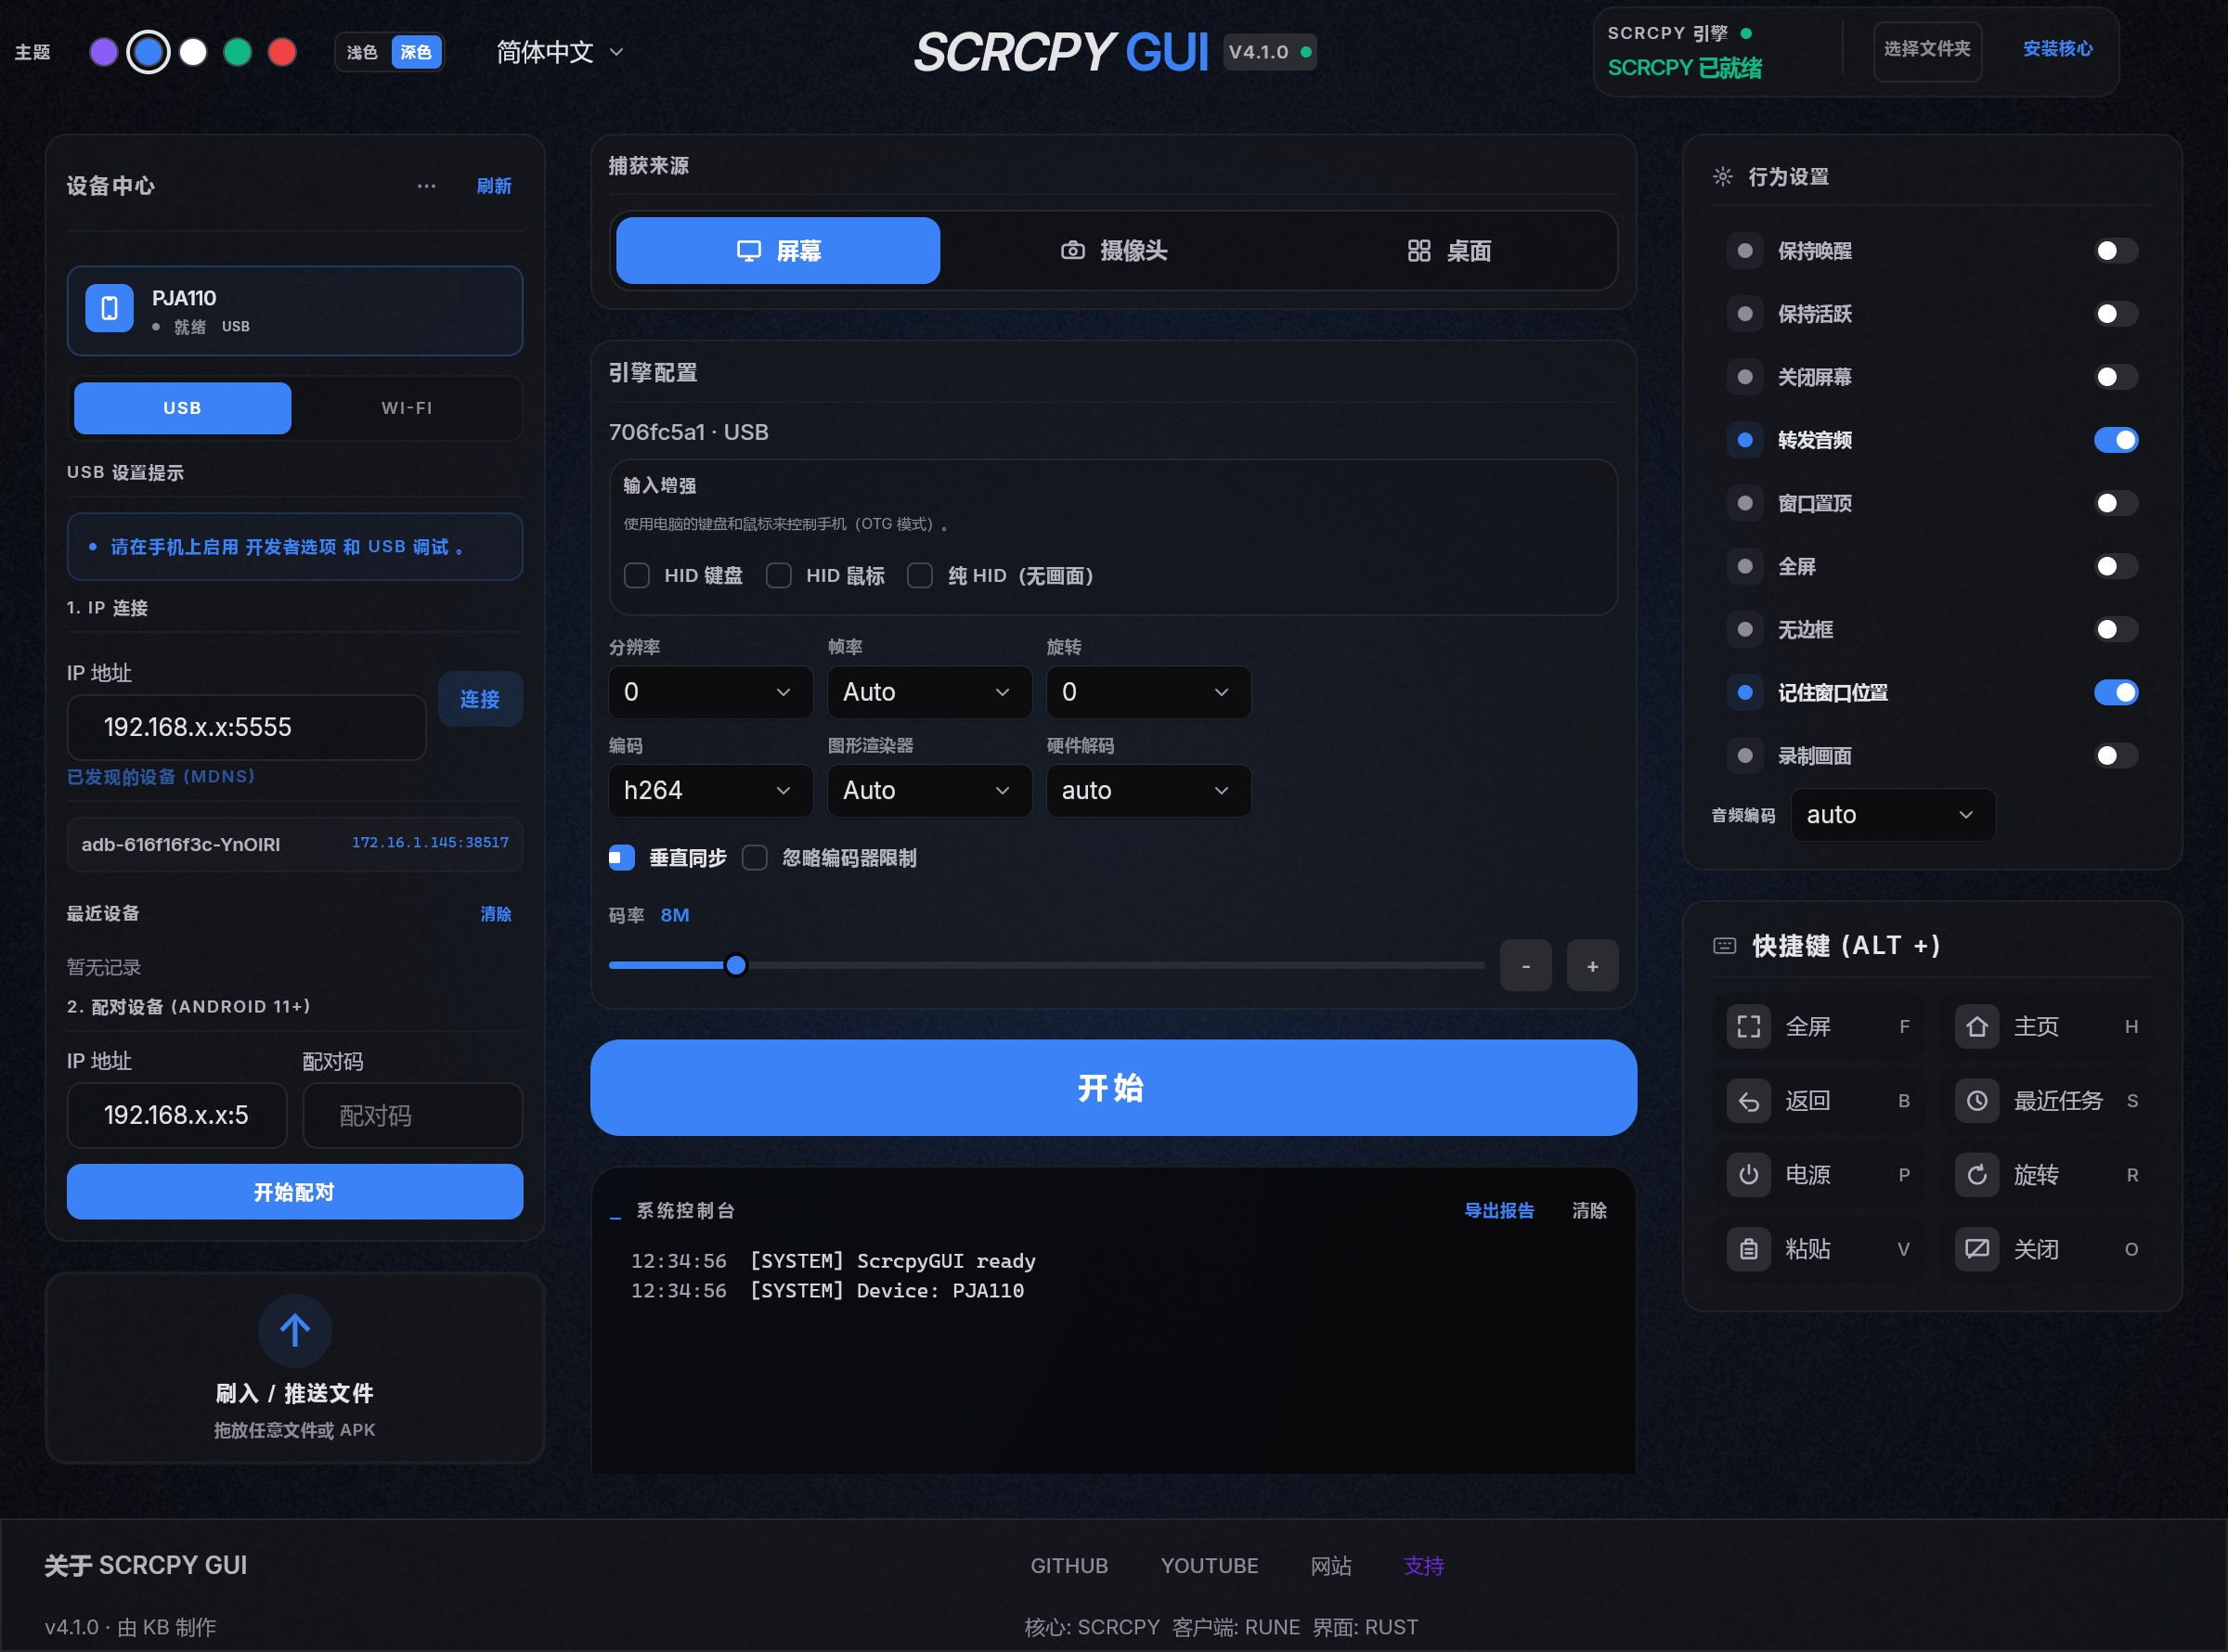 主题
浅色 深色
简体中文
SCRCPY GUI V4.1.0
SCRCPY 引擎
SCRCPY 已就绪
选择文件夹
安装核心
设备中心
刷新
PJA110
就绪 USB
USB WI-FI
USB 设置提示
请在手机上启用 开发者选项 和 USB 调试 。
1. IP 连接
IP 地址
192.168.x.x:5555
连接
已发现的设备 (MDNS)
adb-616f16f3c-YnOIRI 172.16.1.145:38517
最近设备 清除
暂无记录
2. 配对设备 (ANDROID 11+)
IP 地址 配对码
192.168.x.x:5 配对码
开始配对
刷入 / 推送文件
拖放任意文件或 APK
捕获来源
屏幕 摄像头 桌面
引擎配置
706fc5a1 · USB
输入增强
使用电脑的键盘和鼠标来控制手机（OTG 模式）。
HID 键盘 HID 鼠标 纯 HID（无画面）
分辨率 帧率 旋转
0 Auto 0
编码 图形渲染器 硬件解码
h264 Auto auto
垂直同步 忽略编码器限制
码率 8M
- +
开始
_ 系统控制台 导出报告 清除
12:34:56 [SYSTEM] ScrcpyGUI ready
12:34:56 [SYSTEM] Device: PJA110
行为设置
保持唤醒
保持活跃
关闭屏幕
转发音频
窗口置顶
全屏
无边框
记住窗口位置
录制画面
音频编码 auto
快捷键 (ALT +)
全屏 F 主页 H
返回 B 最近任务 S
电源 P 旋转 R
粘贴 V 关闭 O
关于 SCRCPY GUI
GITHUB YOUTUBE 网站 支持
v4.1.0 · 由 KB 制作
核心: SCRCPY 客户端: RUNE 界面: RUST